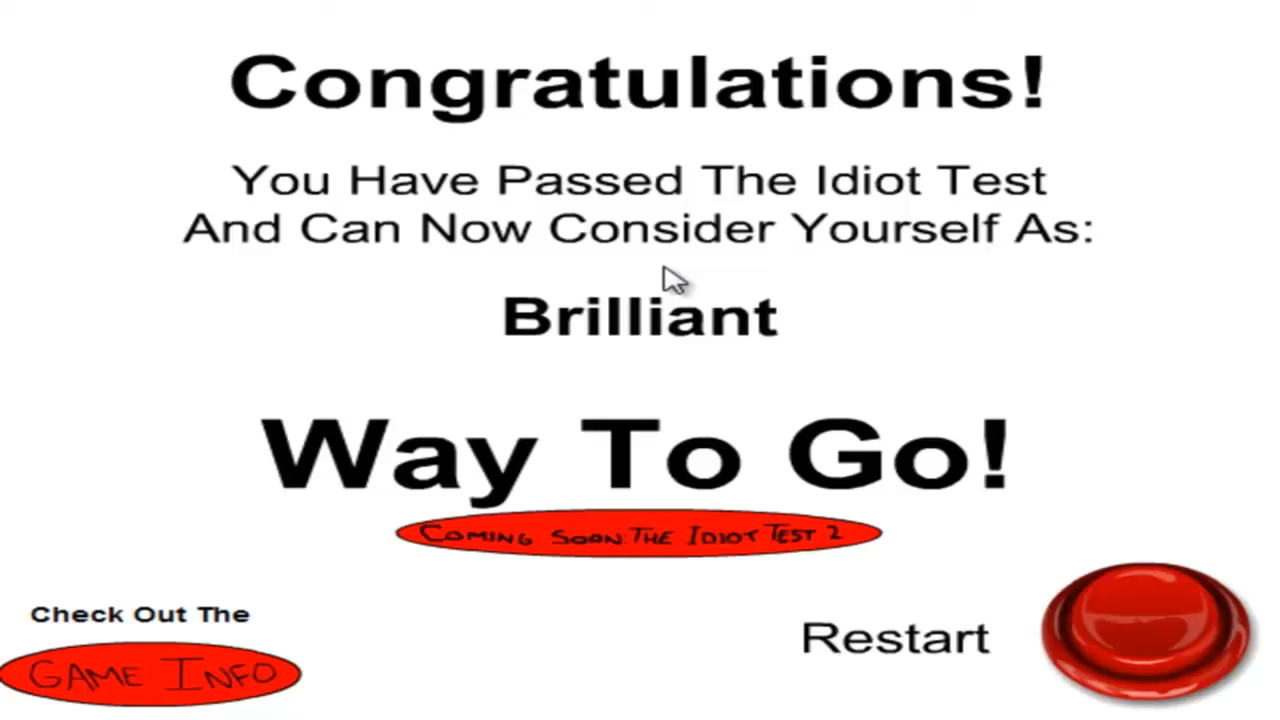 Congratulations!
You Have Passed The Idiot Test
And Can Now Consider Yourself As:
Brilliant
Way To Go!
COMING SOON: THE IDIOT TEST 2
Check Out The
GAME INFO
Restart